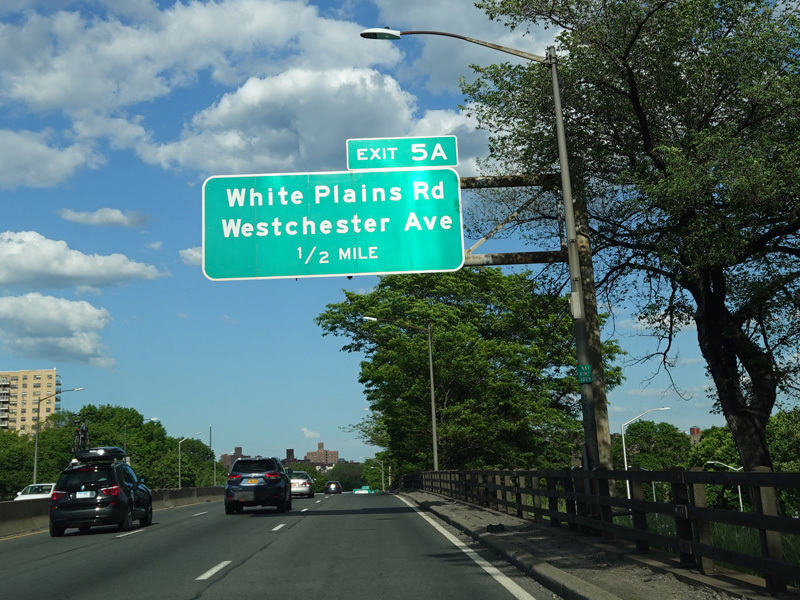 EXIT 5A
White Plains Rd
Westchester Ave
1/2 MILE